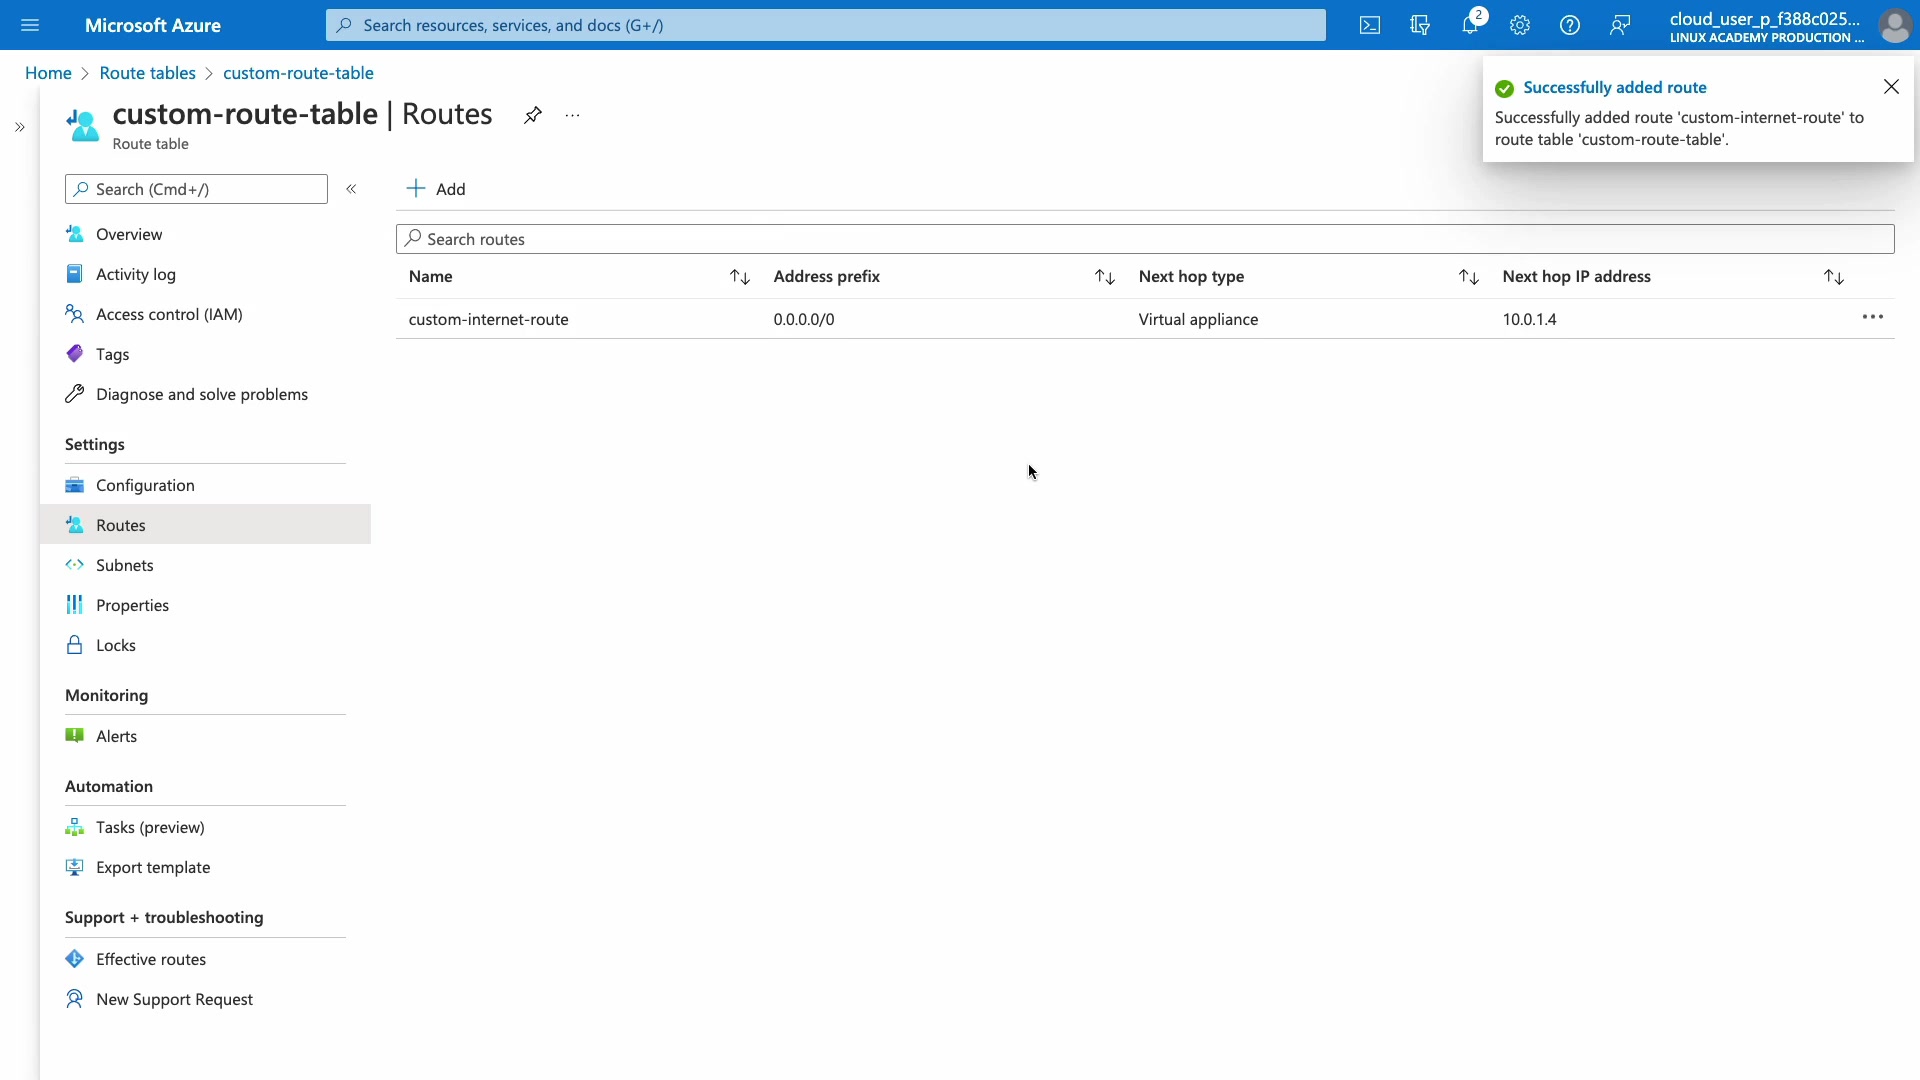 Microsoft Azure
Search resources, services, and docs (G+/)
2
cloud_user_p_f388c025...
LINUX ACADEMY PRODUCTION ...
Home > Route tables > custom-route-table
custom-route-table | Routes
Route table
Successfully added route
Successfully added route 'custom-internet-route' to
route table 'custom-route-table'.
Search (Cmd+/)
Overview
Activity log
Access control (IAM)
Tags
Diagnose and solve problems
Settings
Configuration
Routes
Subnets
Properties
Locks
Monitoring
Alerts
Automation
Tasks (preview)
Export template
Support + troubleshooting
Effective routes
New Support Request
Add
Search routes
Name Address prefix Next hop type Next hop IP address
custom-internet-route 0.0.0.0/0 Virtual appliance 10.0.1.4